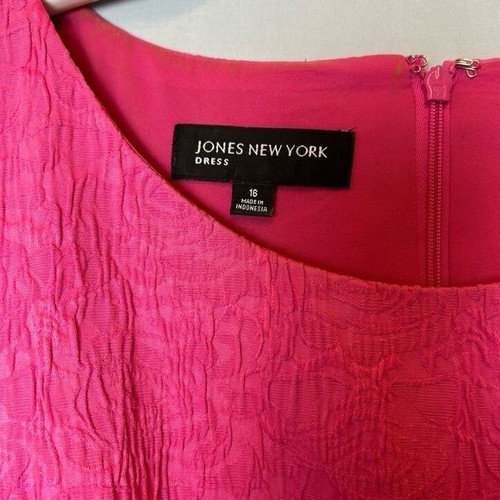 JONES NEW YORK
DRESS
16
MADE IN
INDONESIA